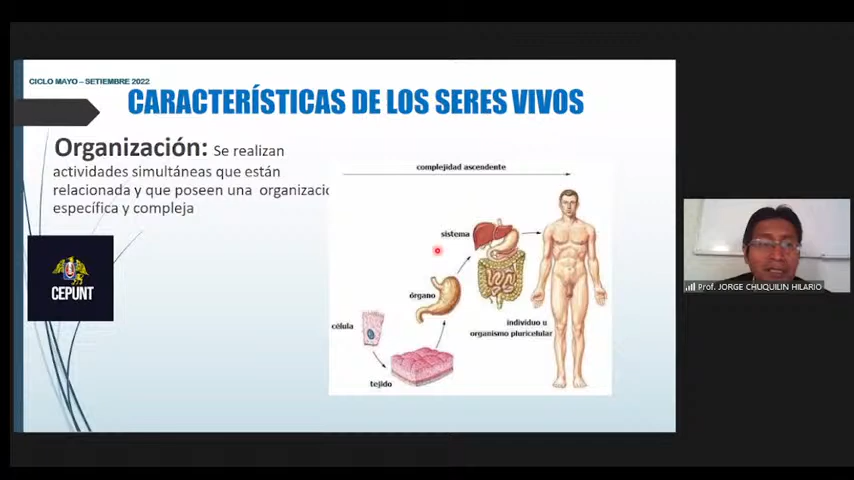 CICLO MAYO – SETIEMBRE 2022
CARACTERÍSTICAS DE LOS SERES VIVOS
Organización: Se realizan
actividades simultáneas que están
relacionada y que poseen una organizacio
específica y compleja
CEPUNT
complejidad ascendente
sistema
órgano
célula
individuo u
organismo pluricelular
tejido
Prof. JORGE CHUQUILIN HILARIO